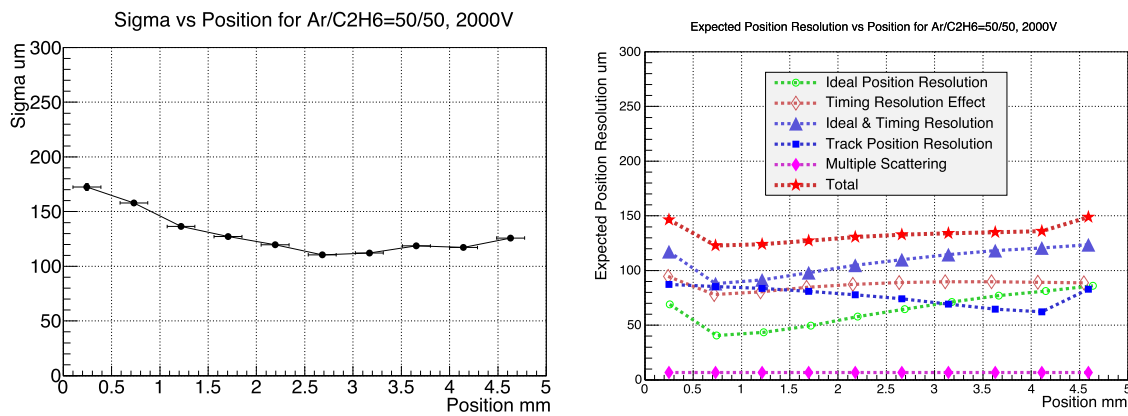 Sigma vs Position for Ar/C2H6=50/50, 2000V
Sigma um
300
250
200
150
100
50
0
0 0.5 1 1.5 2 2.5 3 3.5 4 4.5 5
Position mm
Expected Position Resolution vs Position for Ar/C2H6=50/50, 2000V
Expected Position Resolution um
300
250
200
150
100
50
0
Ideal Position Resolution
Timing Resolution Effect
Ideal & Timing Resolution
Track Position Resolution
Multiple Scattering
Total
0 0.5 1 1.5 2 2.5 3 3.5 4 4.5 5
Position mm